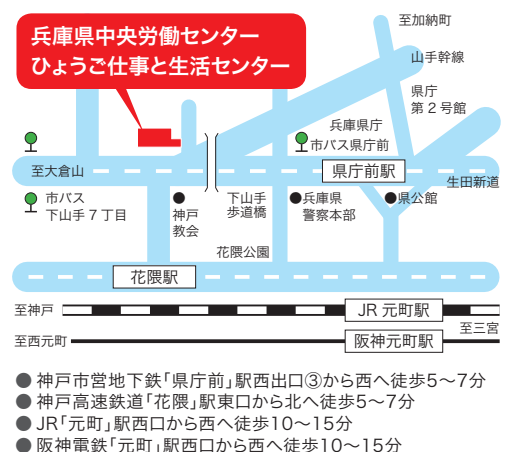 至加納町
兵庫県中央労働センター
ひょうご仕事と生活センター
山手幹線
県庁
第2号館
兵庫県庁
市バス県庁前
至大倉山
県庁前駅
生田新道
市バス
下山手7丁目
神戸
教会
下山手
歩道橋
兵庫県
警察本部
県公館
花隈公園
花隈駅
至神戸
JR 元町駅
至三宮
至西元町
阪神元町駅
● 神戸市営地下鉄「県庁前」駅西出口③から西へ徒歩5〜7分
● 神戸高速鉄道「花隈」駅東口から北へ徒歩5〜7分
● JR「元町」駅西口から西へ徒歩10〜15分
● 阪神電鉄「元町」駅西口から西へ徒歩10〜15分